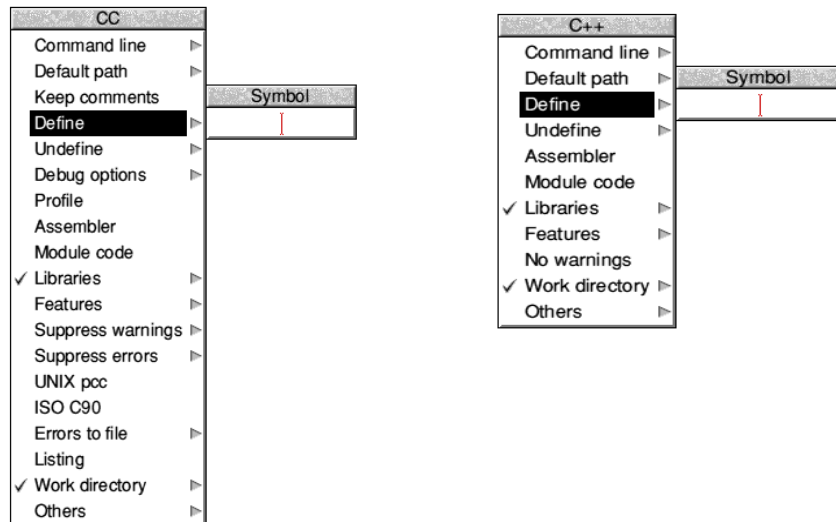 CC
Command line
Default path
Keep comments
Define
Undefine
Debug options
Profile
Assembler
Module code
✓ Libraries
Features
Suppress warnings
Suppress errors
UNIX pcc
ISO C90
Errors to file
Listing
✓ Work directory
Others
Symbol
C++
Command line
Default path
Define
Undefine
Assembler
Module code
✓ Libraries
Features
No warnings
✓ Work directory
Others
Symbol